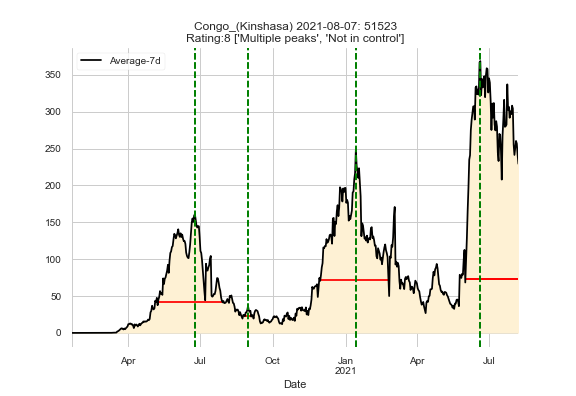 Congo_(Kinshasa) 2021-08-07: 51523
Rating:8 ['Multiple peaks', 'Not in control']
Average-7d
350
300
250
200
150
100
50
0
Apr Jul Oct Jan Apr Jul
2021
Date